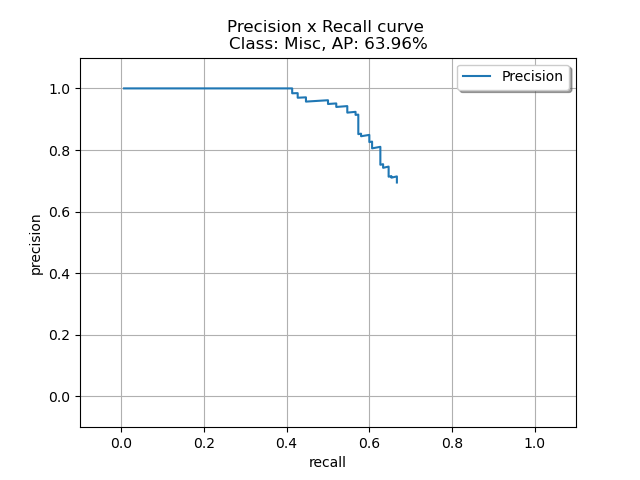 Precision x Recall curve
Class: Misc, AP: 63.96%
Precision
1.0
0.8
0.6
0.4
0.2
0.0
precision
0.0 0.2 0.4 0.6 0.8 1.0
recall